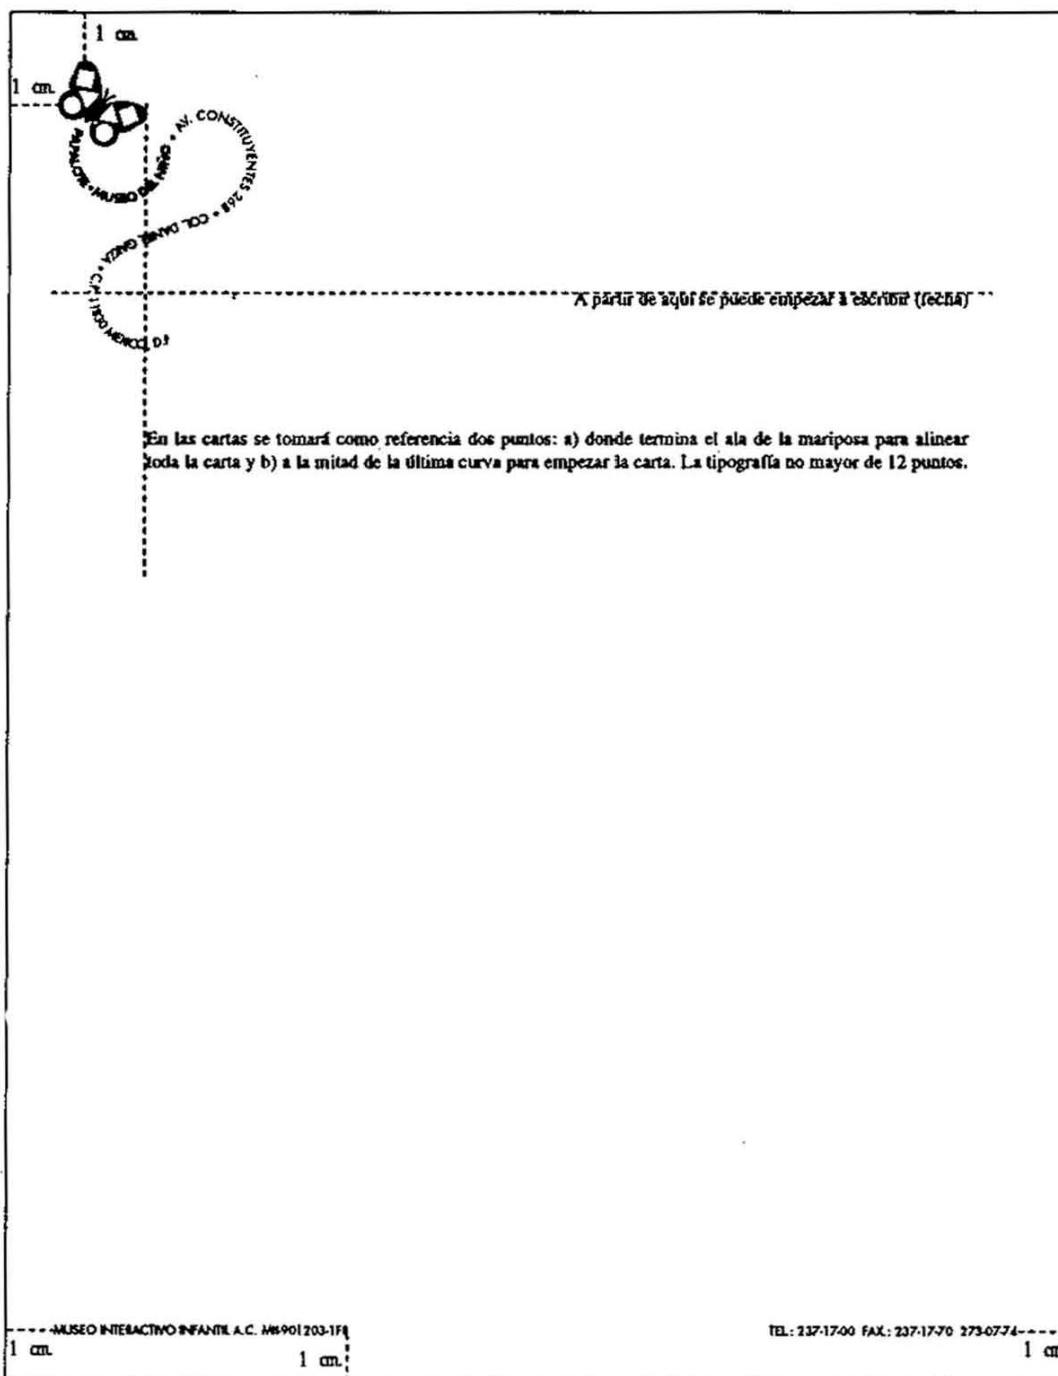 1 cm.
1 cm.
PAPALOTE • MUSEO DEL NIÑO • AV. CONSTITUYENTES 268 • COL. DANIEL GARZA • C.P. 11830 MEXICO, D.F.
A partir de aquí se puede empezar a escribir (fecha)
En las cartas se tomará como referencia dos puntos: a) donde termina el ala de la mariposa para alinear
toda la carta y b) a la mitad de la última curva para empezar la carta. La tipografía no mayor de 12 puntos.
MUSEO INTERACTIVO INFANTIL A.C. MII-901203-1F1 TEL.: 237-17-00 FAX.: 237-17-70 273-07-74
1 cm. 1 cm. 1 cm